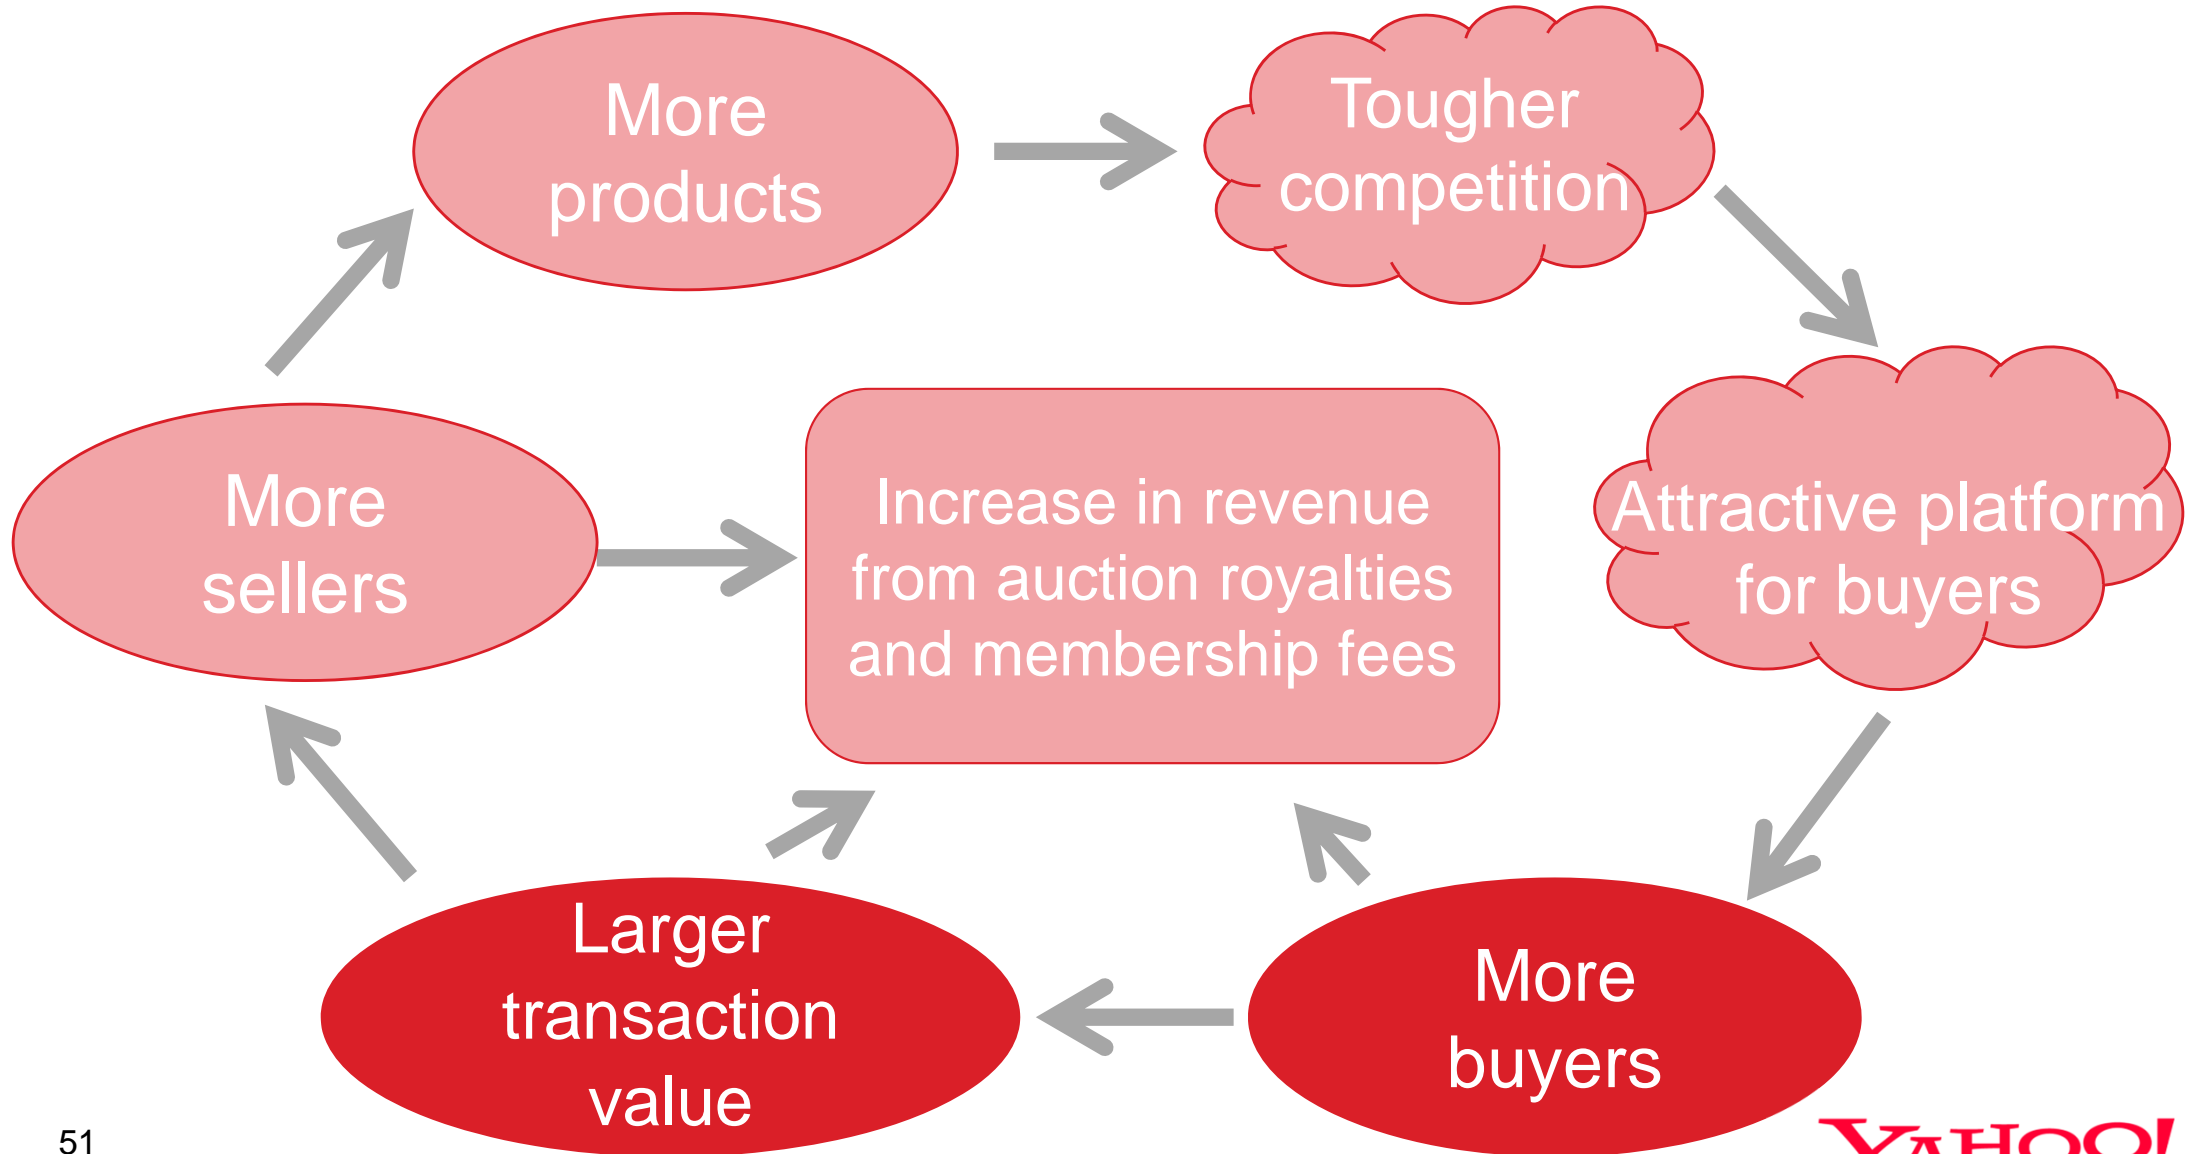 More
products
Tougher
competition
More
sellers
Increase in revenue
from auction royalties
and membership fees
Attractive platform
for buyers
Larger
transaction
value
More
buyers
51
YAHOO!